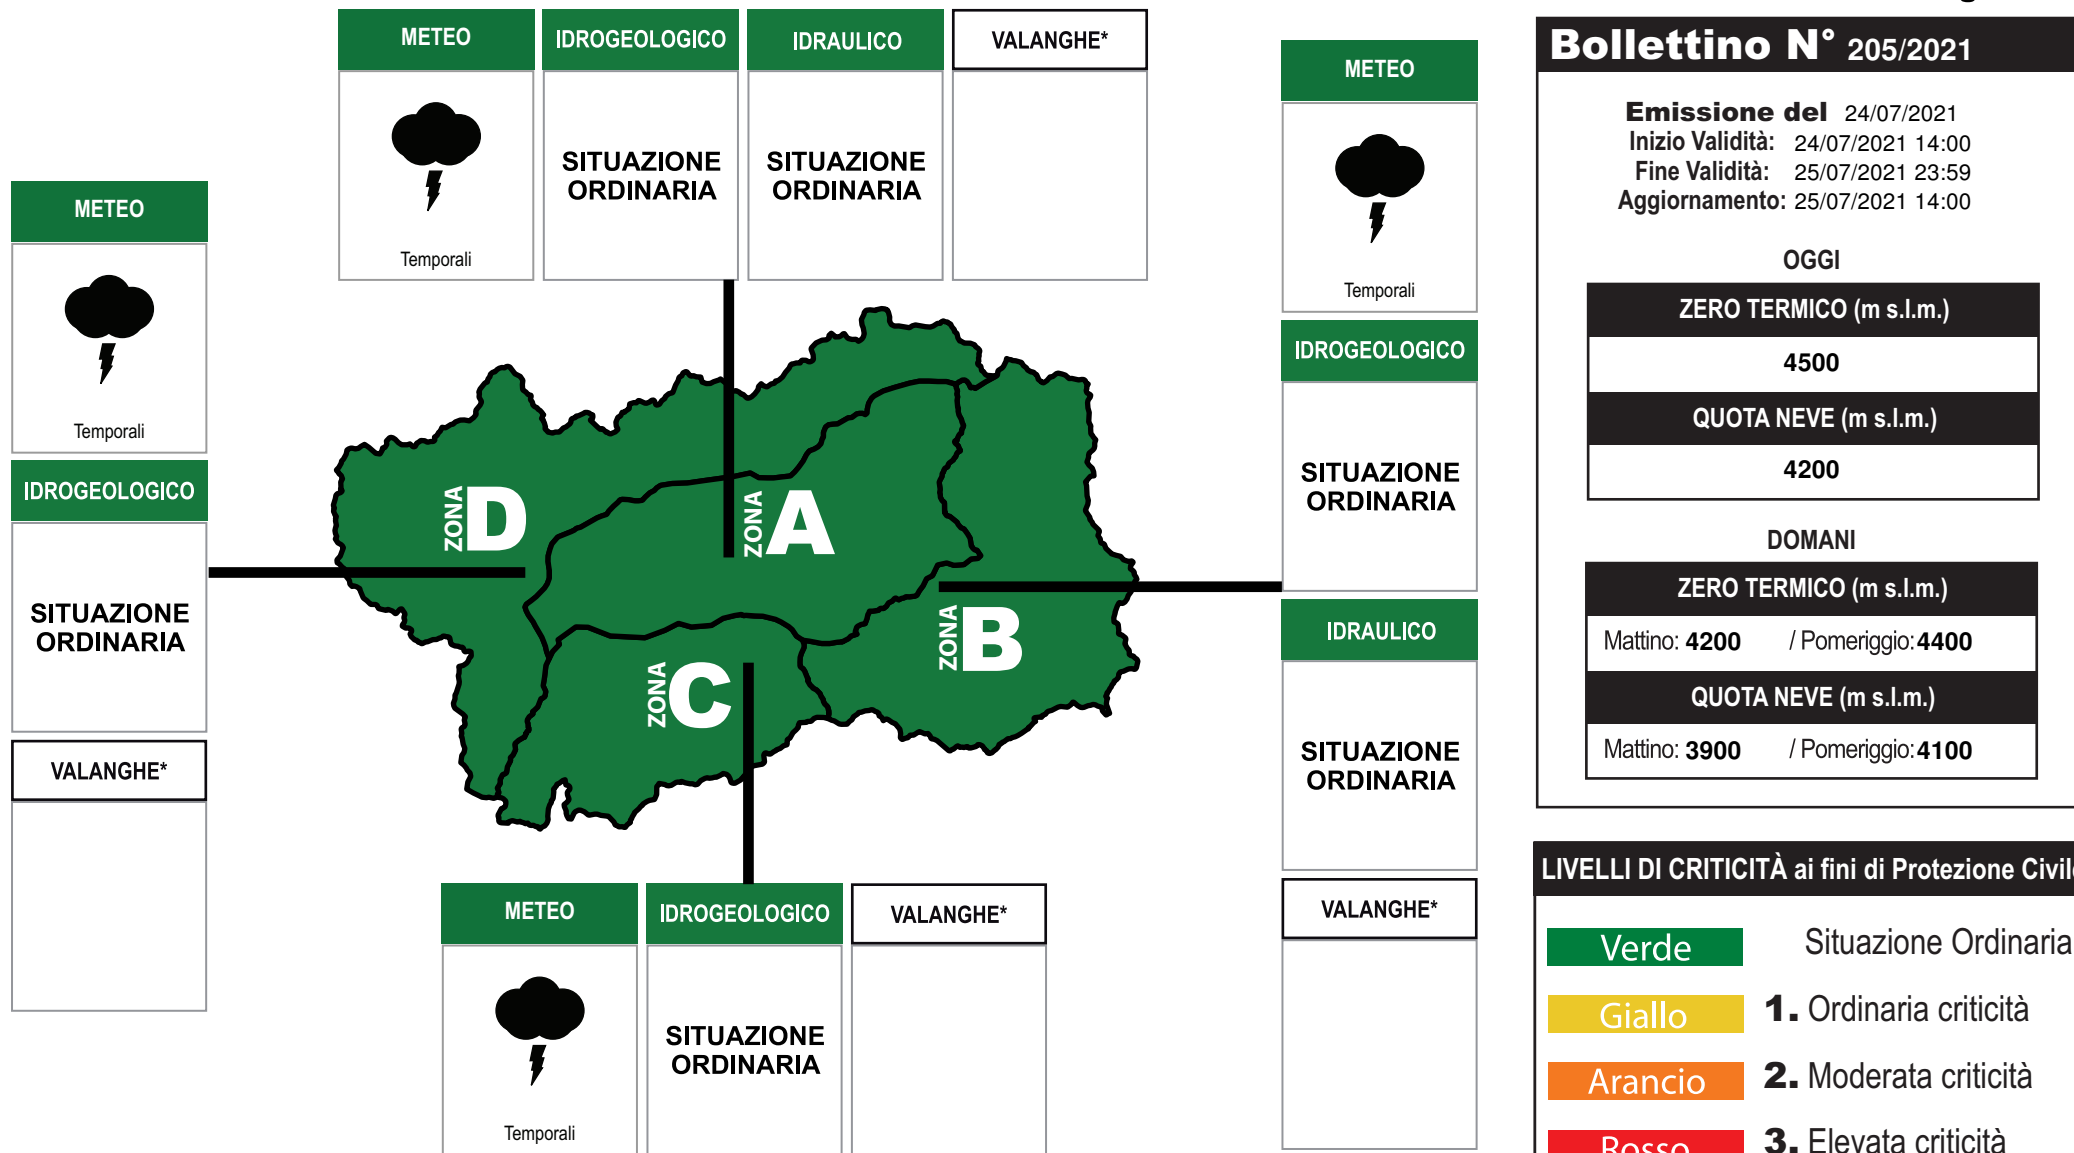 METEO
Temporali
IDROGEOLOGICO
SITUAZIONE
ORDINARIA
IDRAULICO
SITUAZIONE
ORDINARIA
VALANGHE*
METEO
Temporali
IDROGEOLOGICO
SITUAZIONE
ORDINARIA
VALANGHE*
METEO
Temporali
IDROGEOLOGICO
SITUAZIONE
ORDINARIA
IDRAULICO
SITUAZIONE
ORDINARIA
VALANGHE*
ZONA D
ZONA A
ZONA B
ZONA C
METEO
Temporali
IDROGEOLOGICO
SITUAZIONE
ORDINARIA
VALANGHE*
Bollettino N° 205/2021
Emissione del 24/07/2021
Inizio Validità: 24/07/2021 14:00
Fine Validità: 25/07/2021 23:59
Aggiornamento: 25/07/2021 14:00
OGGI
ZERO TERMICO (m s.l.m.)
4500
QUOTA NEVE (m s.l.m.)
4200
DOMANI
ZERO TERMICO (m s.l.m.)
Mattino: 4200 / Pomeriggio: 4400
QUOTA NEVE (m s.l.m.)
Mattino: 3900 / Pomeriggio: 4100
LIVELLI DI CRITICITÀ ai fini di Protezione Civile
Verde Situazione Ordinaria
Giallo 1. Ordinaria criticità
Arancio 2. Moderata criticità
Rosso 3. Elevata criticità